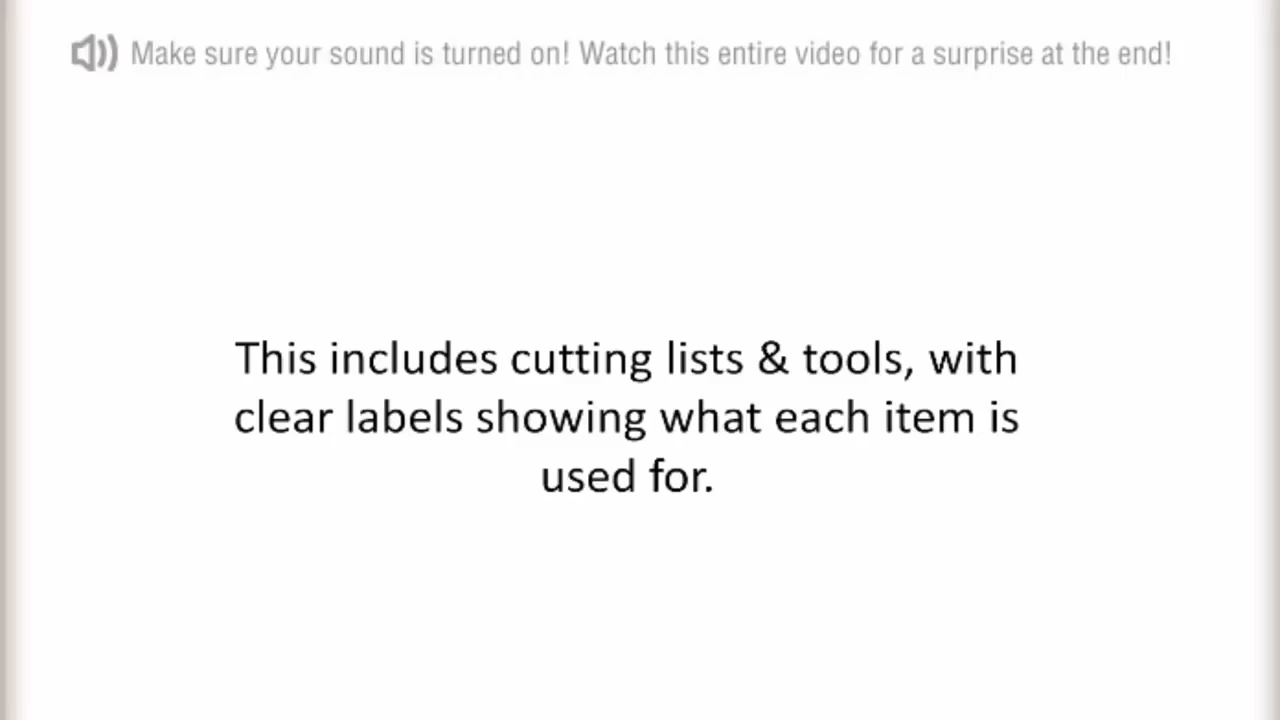 Make sure your sound is turned on! Watch this entire video for a surprise at the end!
This includes cutting lists & tools, with
clear labels showing what each item is
used for.